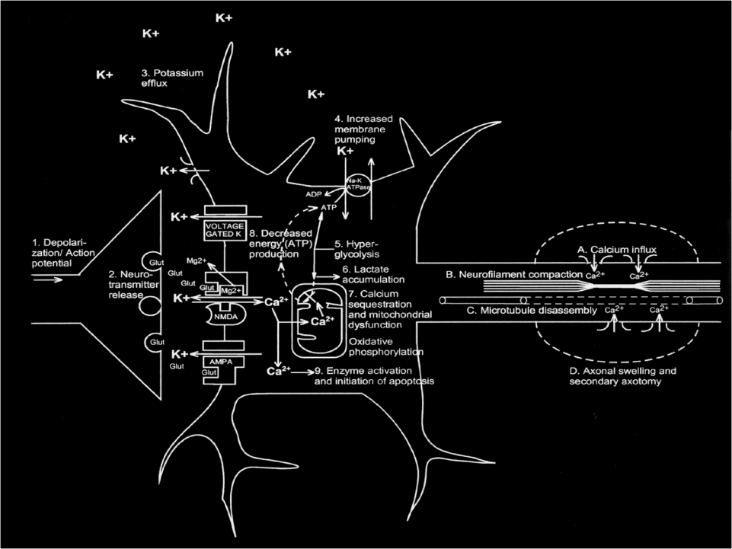 K+
K+
K+
K+
3. Potassium
efflux
K+
K+
K+
4. Increased
membrane
pumping
K+
K+
Na-K
ATPase
ADP
ATP
K+
VOLTAGE
GATED K
8. Decreased
energy (ATP)
production
5. Hyper-
glycolysis
6. Lactate
accumulation
1. Depolari-
zation/ Action
potential
2. Neuro-
transmitter
release
Glut
Glut
Glut
Mg2+
Glut
Glut
Mg2+
K+
NMDA
Ca2+
Ca2+
7. Calcium
sequestration
and mitochondrial
dysfunction
Oxidative
phosphorylation
Glut
K+
Glut
AMPA
Glut
Ca2+
9. Enzyme activation
and initiation of apoptosis
A. Calcium influx
B. Neurofilament compaction
Ca2+
Ca2+
C. Microtubule disassembly
Ca2+
Ca2+
D. Axonal swelling and
secondary axotomy